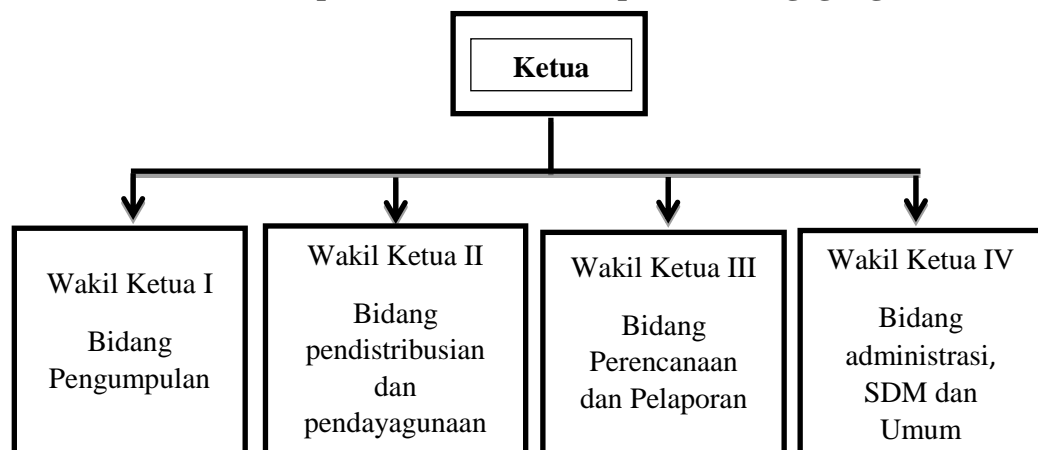 Ketua
Wakil Ketua I
Bidang
Pengumpulan
Wakil Ketua II
Bidang
pendistribusian
dan
pendayagunaan
Wakil Ketua III
Bidang
Perencanaan
dan Pelaporan
Wakil Ketua IV
Bidang
administrasi,
SDM dan
Umum